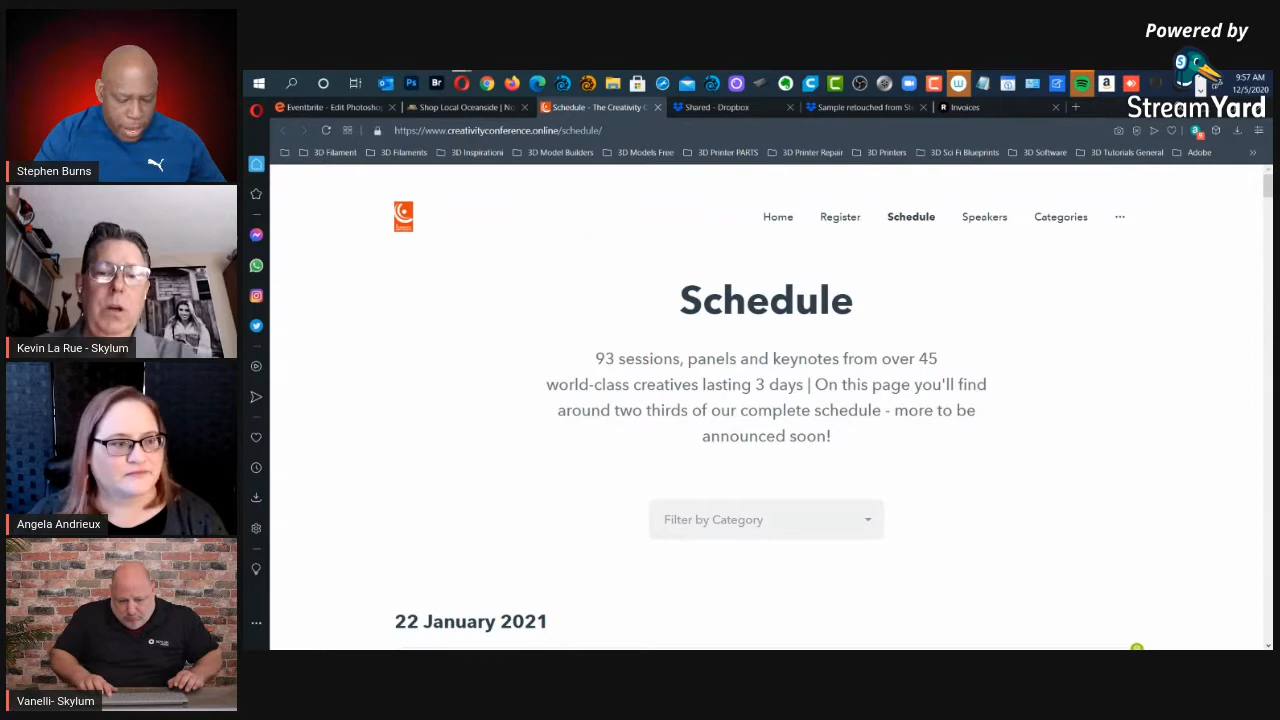 Powered by
StreamYard
9:57 AM
12/5/2020
Ps
Br
Eventbrite - Edit Photoshop
Shop Local Oceanside | No
Schedule - The Creativity C
Shared - Dropbox
Sample retouched from St
Invoices
https://www.creativityconference.online/schedule/
3D Filament
3D Filaments
3D Inspirationi
3D Model Builders
3D Models Free
3D Printer PARTS
3D Printer Repair
3D Printers
3D Sci Fi Blueprints
3D Software
3D Tutorials General
Adobe
Home
Register
Schedule
Speakers
Categories
Schedule
93 sessions, panels and keynotes from over 45
world-class creatives lasting 3 days | On this page you'll find
around two thirds of our complete schedule - more to be
announced soon!
Filter by Category
22 January 2021
Stephen Burns
Kevin La Rue - Skylum
Angela Andrieux
Vanelli- Skylum